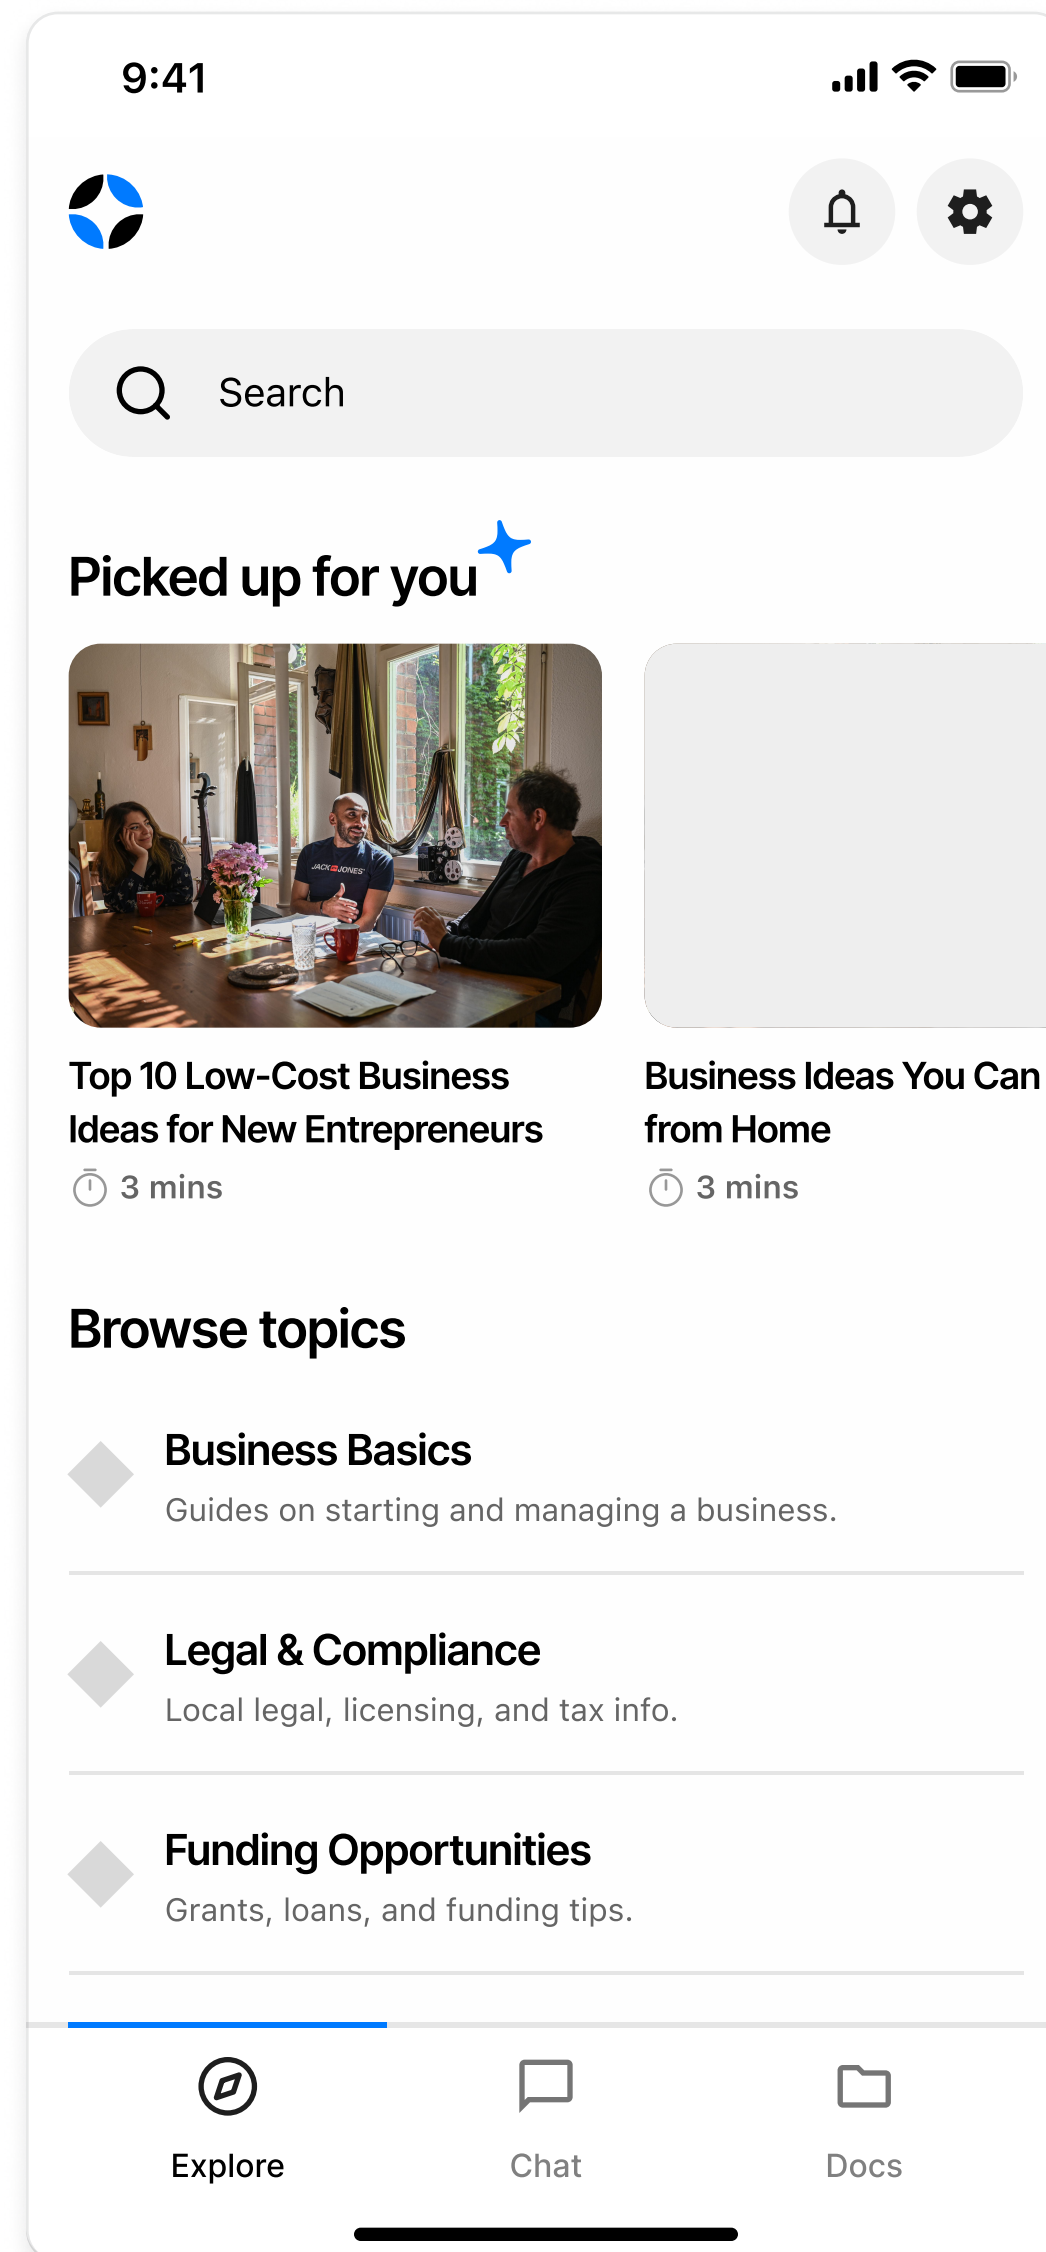 9:41
Search
Picked up for you
JACK JONES
Top 10 Low-Cost Business
Ideas for New Entrepreneurs
3 mins
Business Ideas You Can
from Home
3 mins
Browse topics
Business Basics
Guides on starting and managing a business.
Legal & Compliance
Local legal, licensing, and tax info.
Funding Opportunities
Grants, loans, and funding tips.
Explore
Chat
Docs